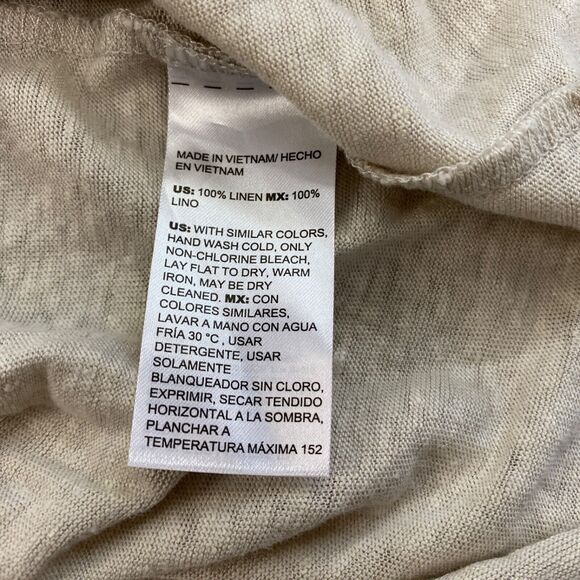 MADE IN VIETNAM/ HECHO
EN VIETNAM
US: 100% LINEN MX: 100%
LINO
US: WITH SIMILAR COLORS,
HAND WASH COLD, ONLY
NON-CHLORINE BLEACH,
LAY FLAT TO DRY, WARM
IRON, MAY BE DRY
CLEANED. MX: CON
COLORES SIMILARES,
LAVAR A MANO CON AGUA
FRÍA 30 °C , USAR
DETERGENTE, USAR
SOLAMENTE
BLANQUEADOR SIN CLORO,
EXPRIMIR, SECAR TENDIDO
HORIZONTAL A LA SOMBRA,
PLANCHAR A
TEMPERATURA MÁXIMA 152